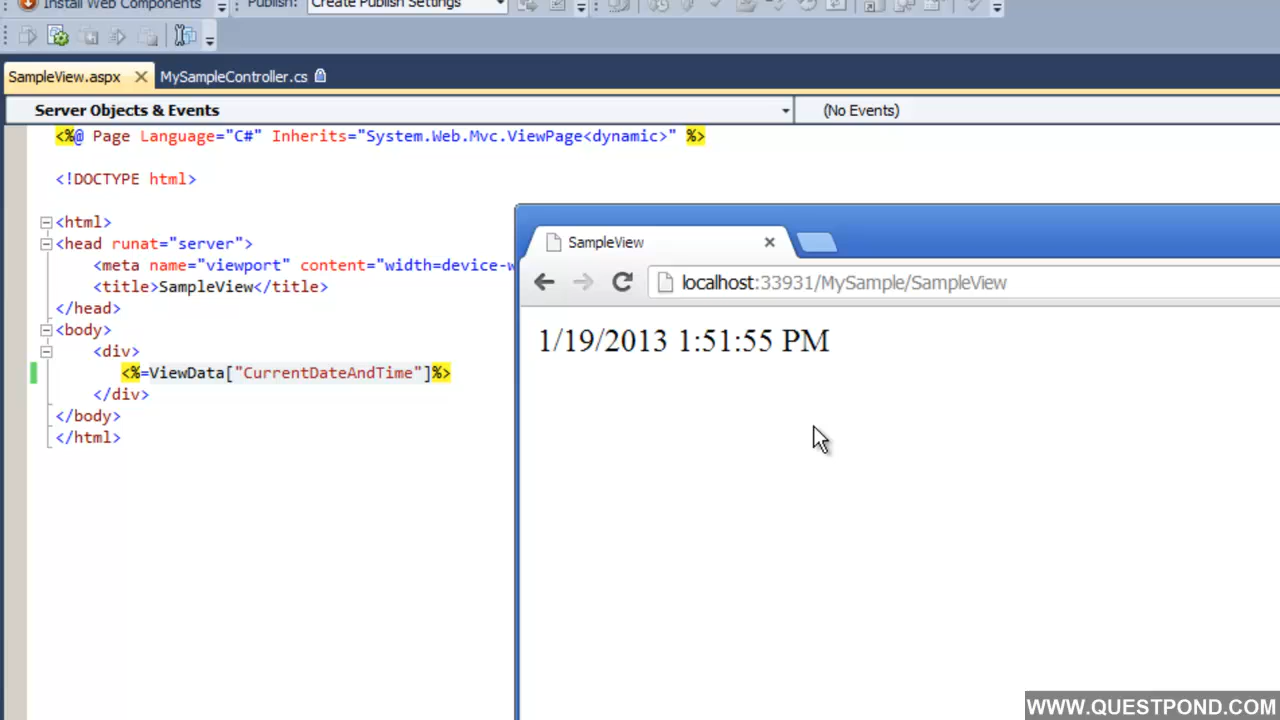 Install Web Components
Publish: Create Publish Settings
SampleView.aspx MySampleController.cs
Server Objects & Events (No Events)
<%@ Page Language="C#" Inherits="System.Web.Mvc.ViewPage<dynamic>" %>
<!DOCTYPE html>
<html>
<head runat="server">
<meta name="viewport" content="width=device-w
<title>SampleView</title>
</head>
<body>
<div>
<%=ViewData["CurrentDateAndTime"]%>
</div>
</body>
</html>
SampleView
localhost:33931/MySample/SampleView
1/19/2013 1:51:55 PM
WWW.QUESTPOND.COM